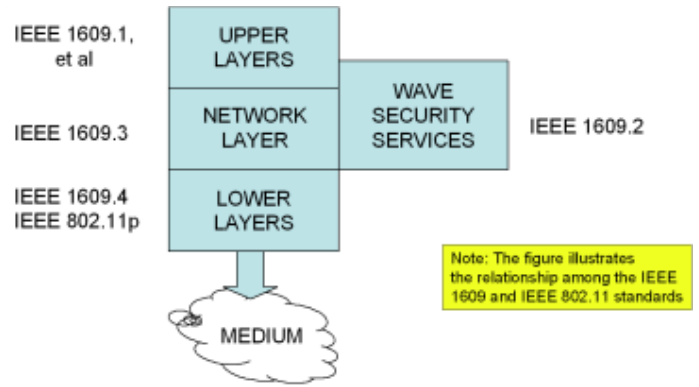 IEEE 1609.1,
et al
UPPER
LAYERS
WAVE
SECURITY
SERVICES
IEEE 1609.2
IEEE 1609.3
NETWORK
LAYER
IEEE 1609.4
IEEE 802.11p
LOWER
LAYERS
Note: The figure illustrates
the relationship among the IEEE
1609 and IEEE 802.11 standards
MEDIUM